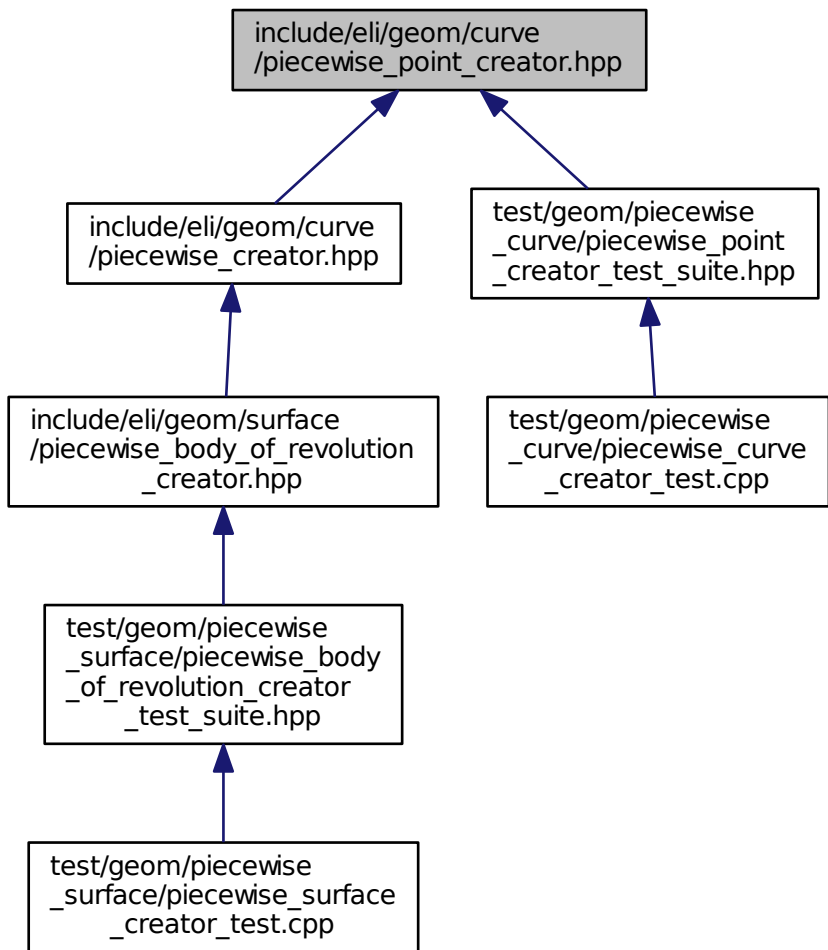 include/eli/geom/curve
/piecewise_point_creator.hpp
include/eli/geom/curve
/piecewise_creator.hpp
test/geom/piecewise
_curve/piecewise_point
_creator_test_suite.hpp
include/eli/geom/surface
/piecewise_body_of_revolution
_creator.hpp
test/geom/piecewise
_curve/piecewise_curve
_creator_test.cpp
test/geom/piecewise
_surface/piecewise_body
_of_revolution_creator
_test_suite.hpp
test/geom/piecewise
_surface/piecewise_surface
_creator_test.cpp